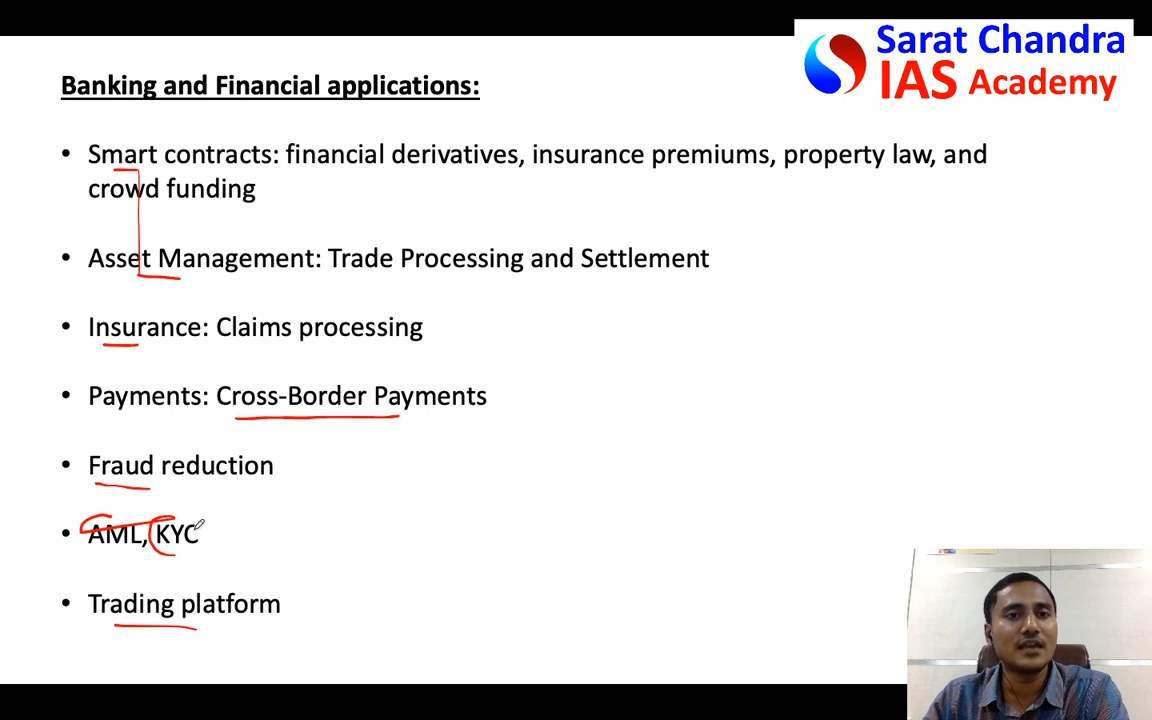 Sarat Chandra
IAS Academy
Banking and Financial applications:
• Smart contracts: financial derivatives, insurance premiums, property law, and
crowd funding
• Asset Management: Trade Processing and Settlement
• Insurance: Claims processing
• Payments: Cross-Border Payments
• Fraud reduction
• AML, KYC
• Trading platform